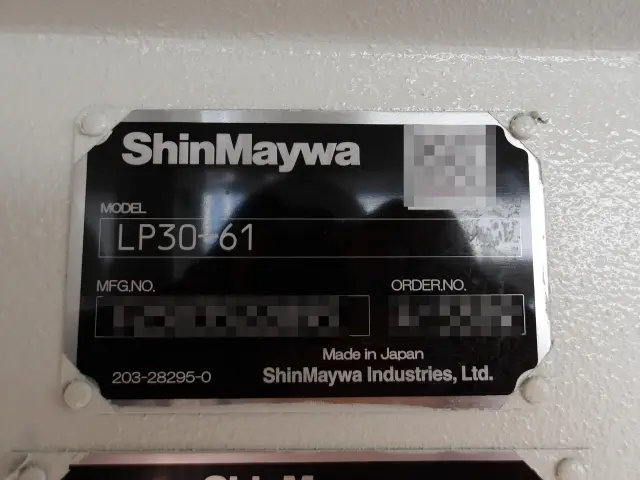 ShinMaywa
MODEL
LP30-61
MFG.NO. ORDER.NO.
Made in Japan
203-28295-0 ShinMaywa Industries, Ltd.